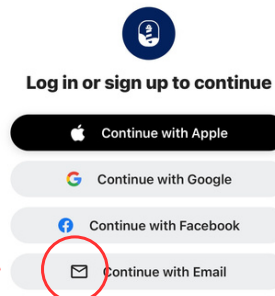 Log in or sign up to continue
Continue with Apple
Continue with Google
Continue with Facebook
Continue with Email